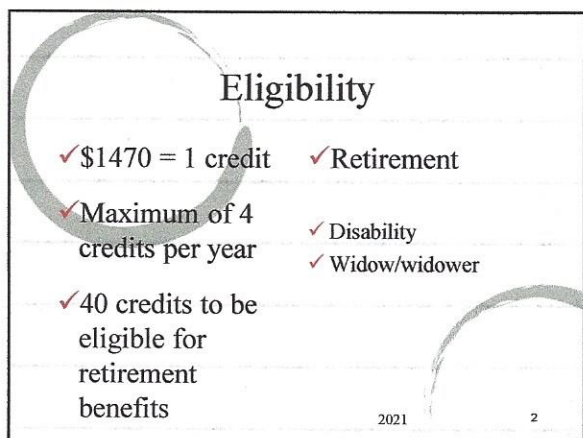 Eligibility
✓$1470 = 1 credit
✓Maximum of 4
credits per year
✓40 credits to be
eligible for
retirement
benefits
✓Retirement
✓ Disability
✓ Widow/widower
2021
2